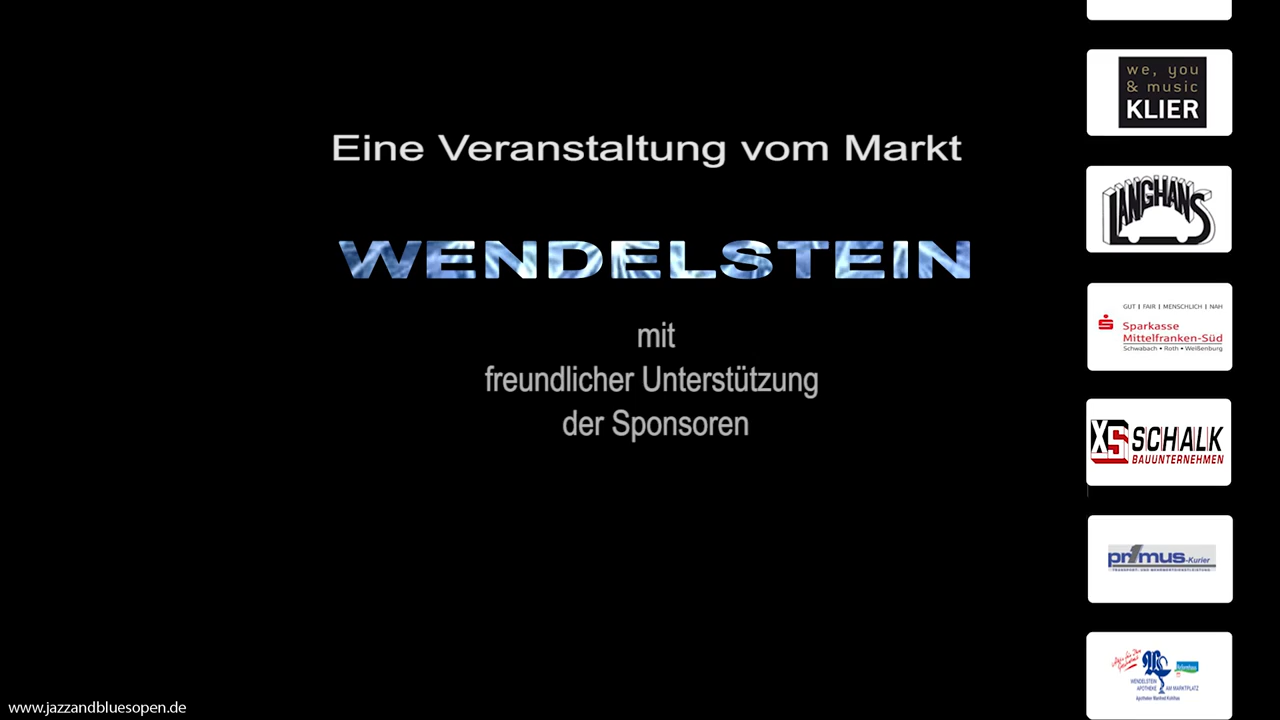 Eine Veranstaltung vom Markt
WENDELSTEIN
mit
freundlicher Unterstützung
der Sponsoren
we, you
& music
KLIER
LANGHANS
GUT | FAIR | MENSCHLICH | NAH
Sparkasse
Mittelfranken-Süd
Schwabach • Roth • Weißenburg
XS SCHALK
BAUUNTERNEHMEN
pr1mus-Kurier
WENDELSTEIN
APOTHEKE AM MARKTPLATZ
www.jazzandbluesopen.de